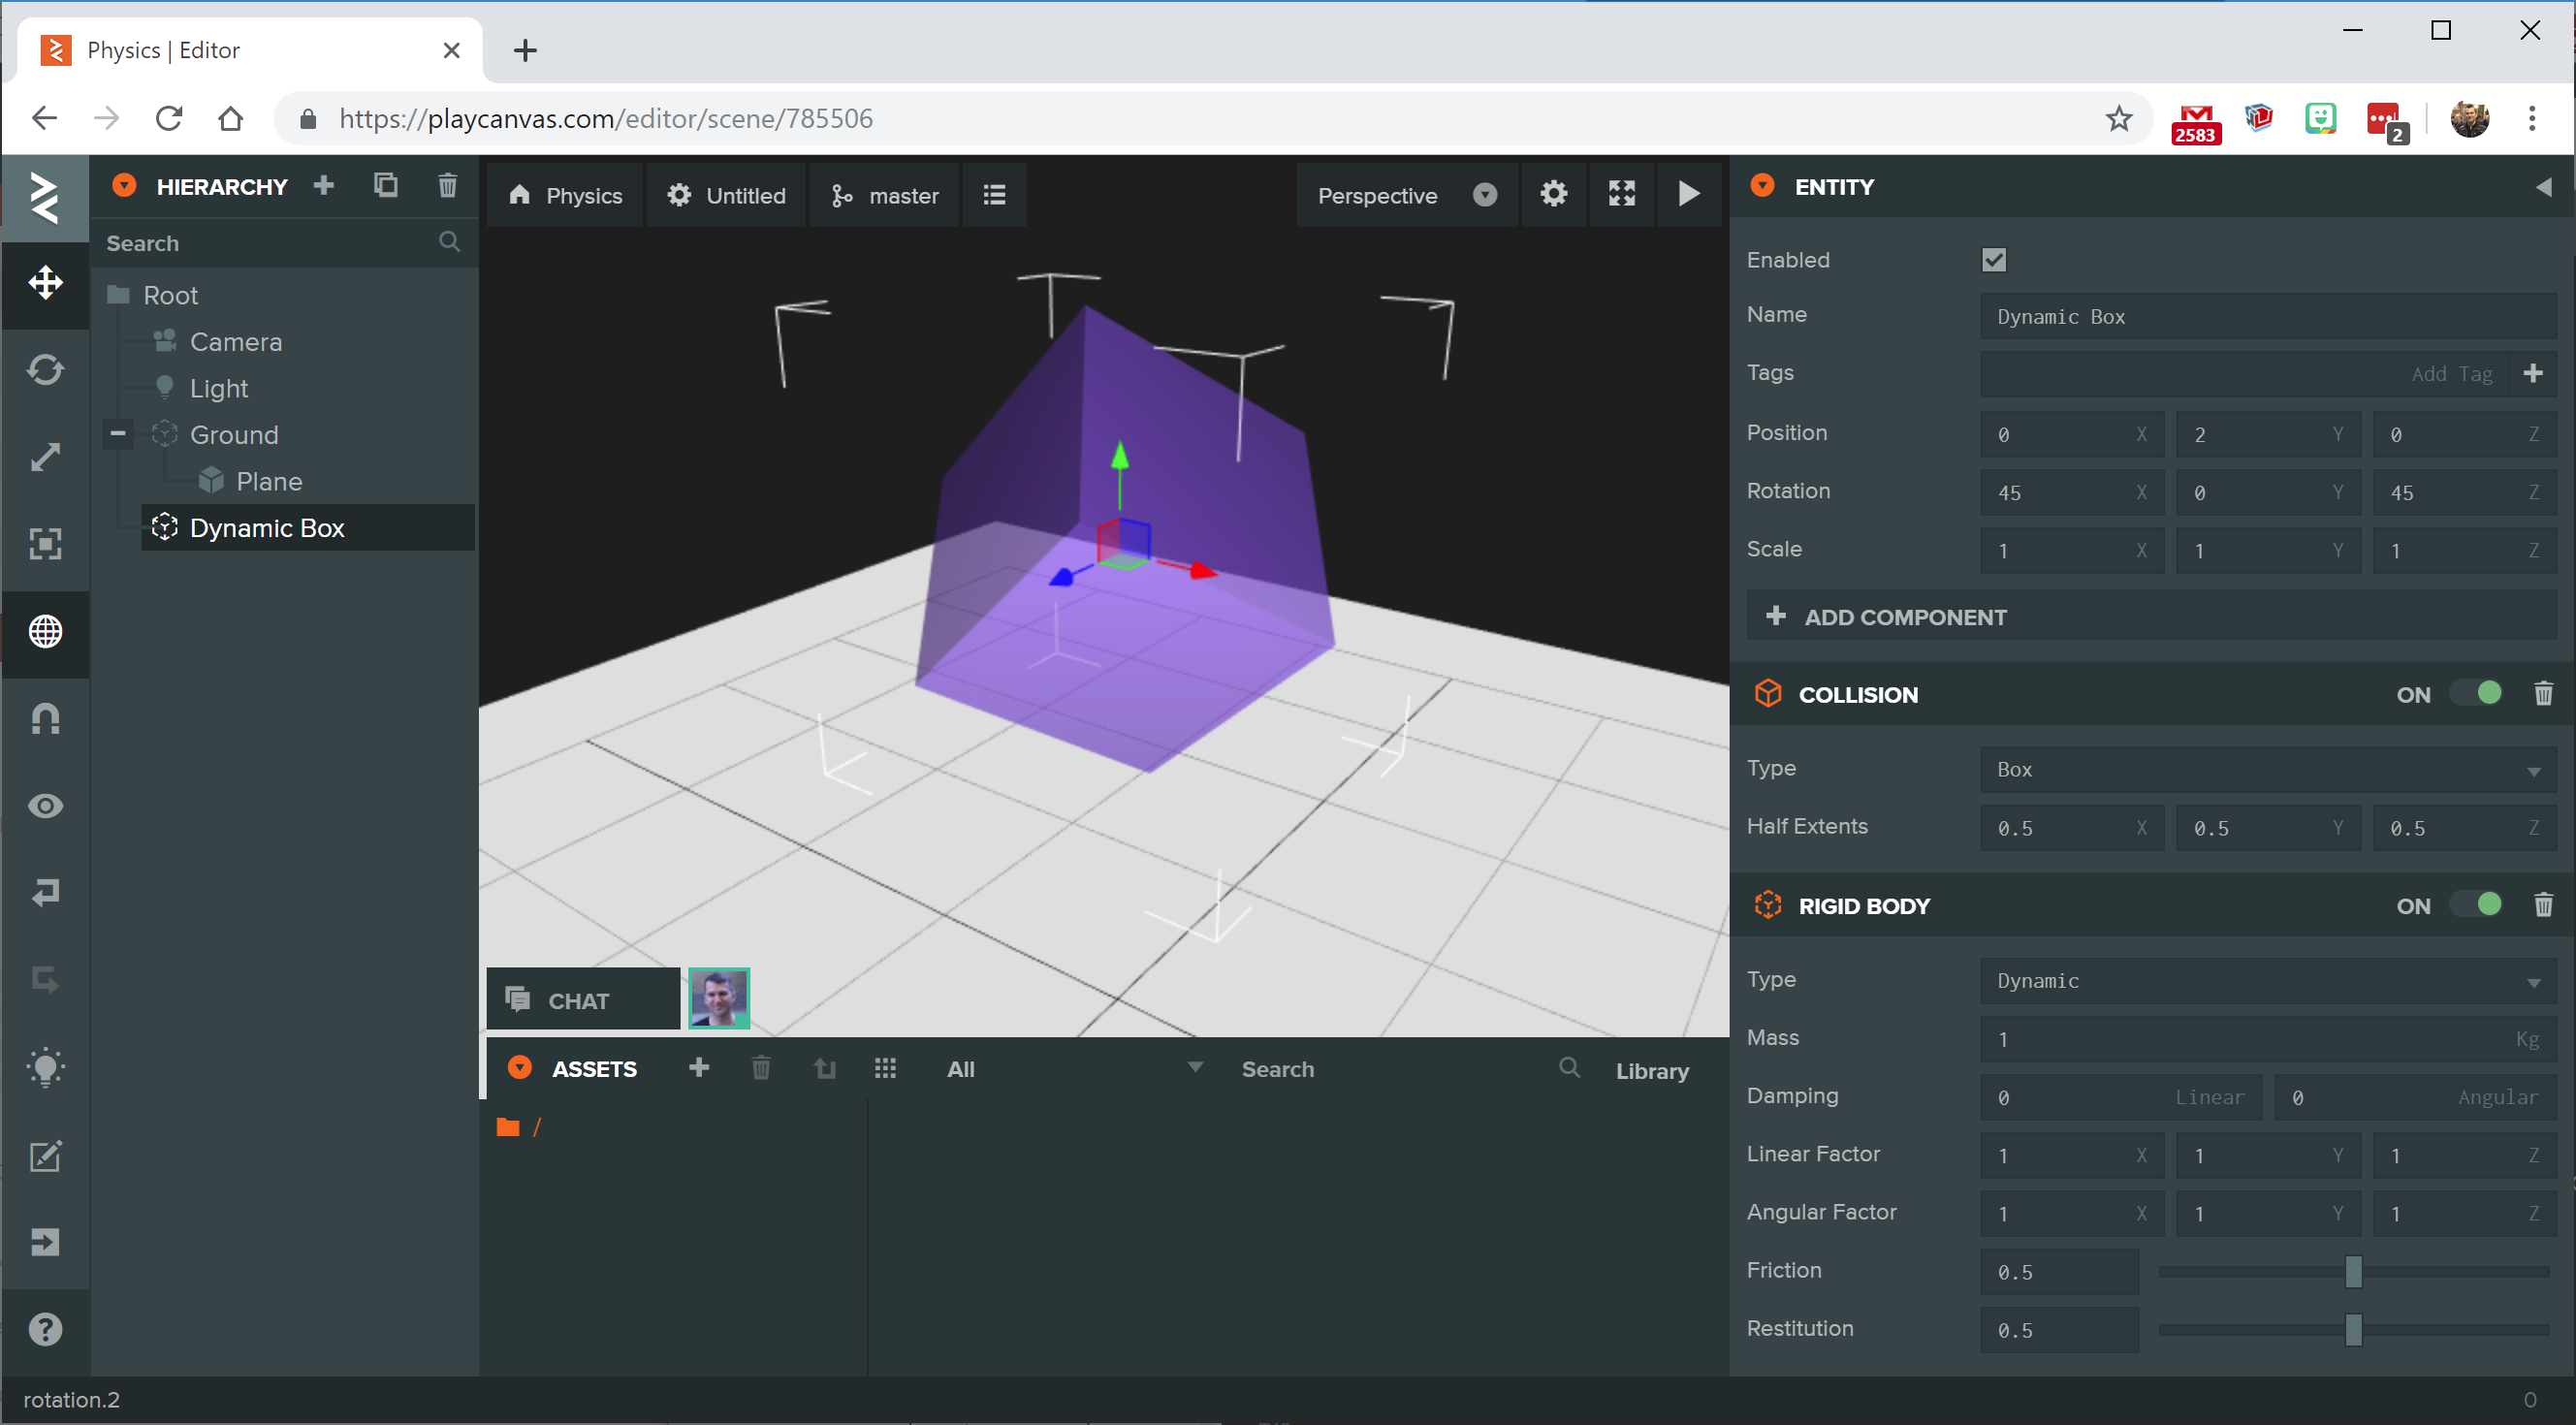 Physics | Editor
https://playcanvas.com/editor/scene/785506
2583
2
HIERARCHY
Search
Root
Camera
Light
Ground
Plane
Dynamic Box
Physics
Untitled
master
Perspective
ENTITY
Enabled
Name Dynamic Box
Tags Add Tag
Position 0 X 2 Y 0 Z
Rotation 45 X 0 Y 45 Z
Scale 1 X 1 Y 1 Z
ADD COMPONENT
COLLISION ON
Type Box
Half Extents 0.5 X 0.5 Y 0.5 Z
RIGID BODY ON
Type Dynamic
Mass 1 Kg
Damping 0 Linear 0 Angular
Linear Factor 1 X 1 Y 1 Z
Angular Factor 1 X 1 Y 1 Z
Friction 0.5
Restitution 0.5
CHAT
ASSETS All Search Library
/
rotation.2
0